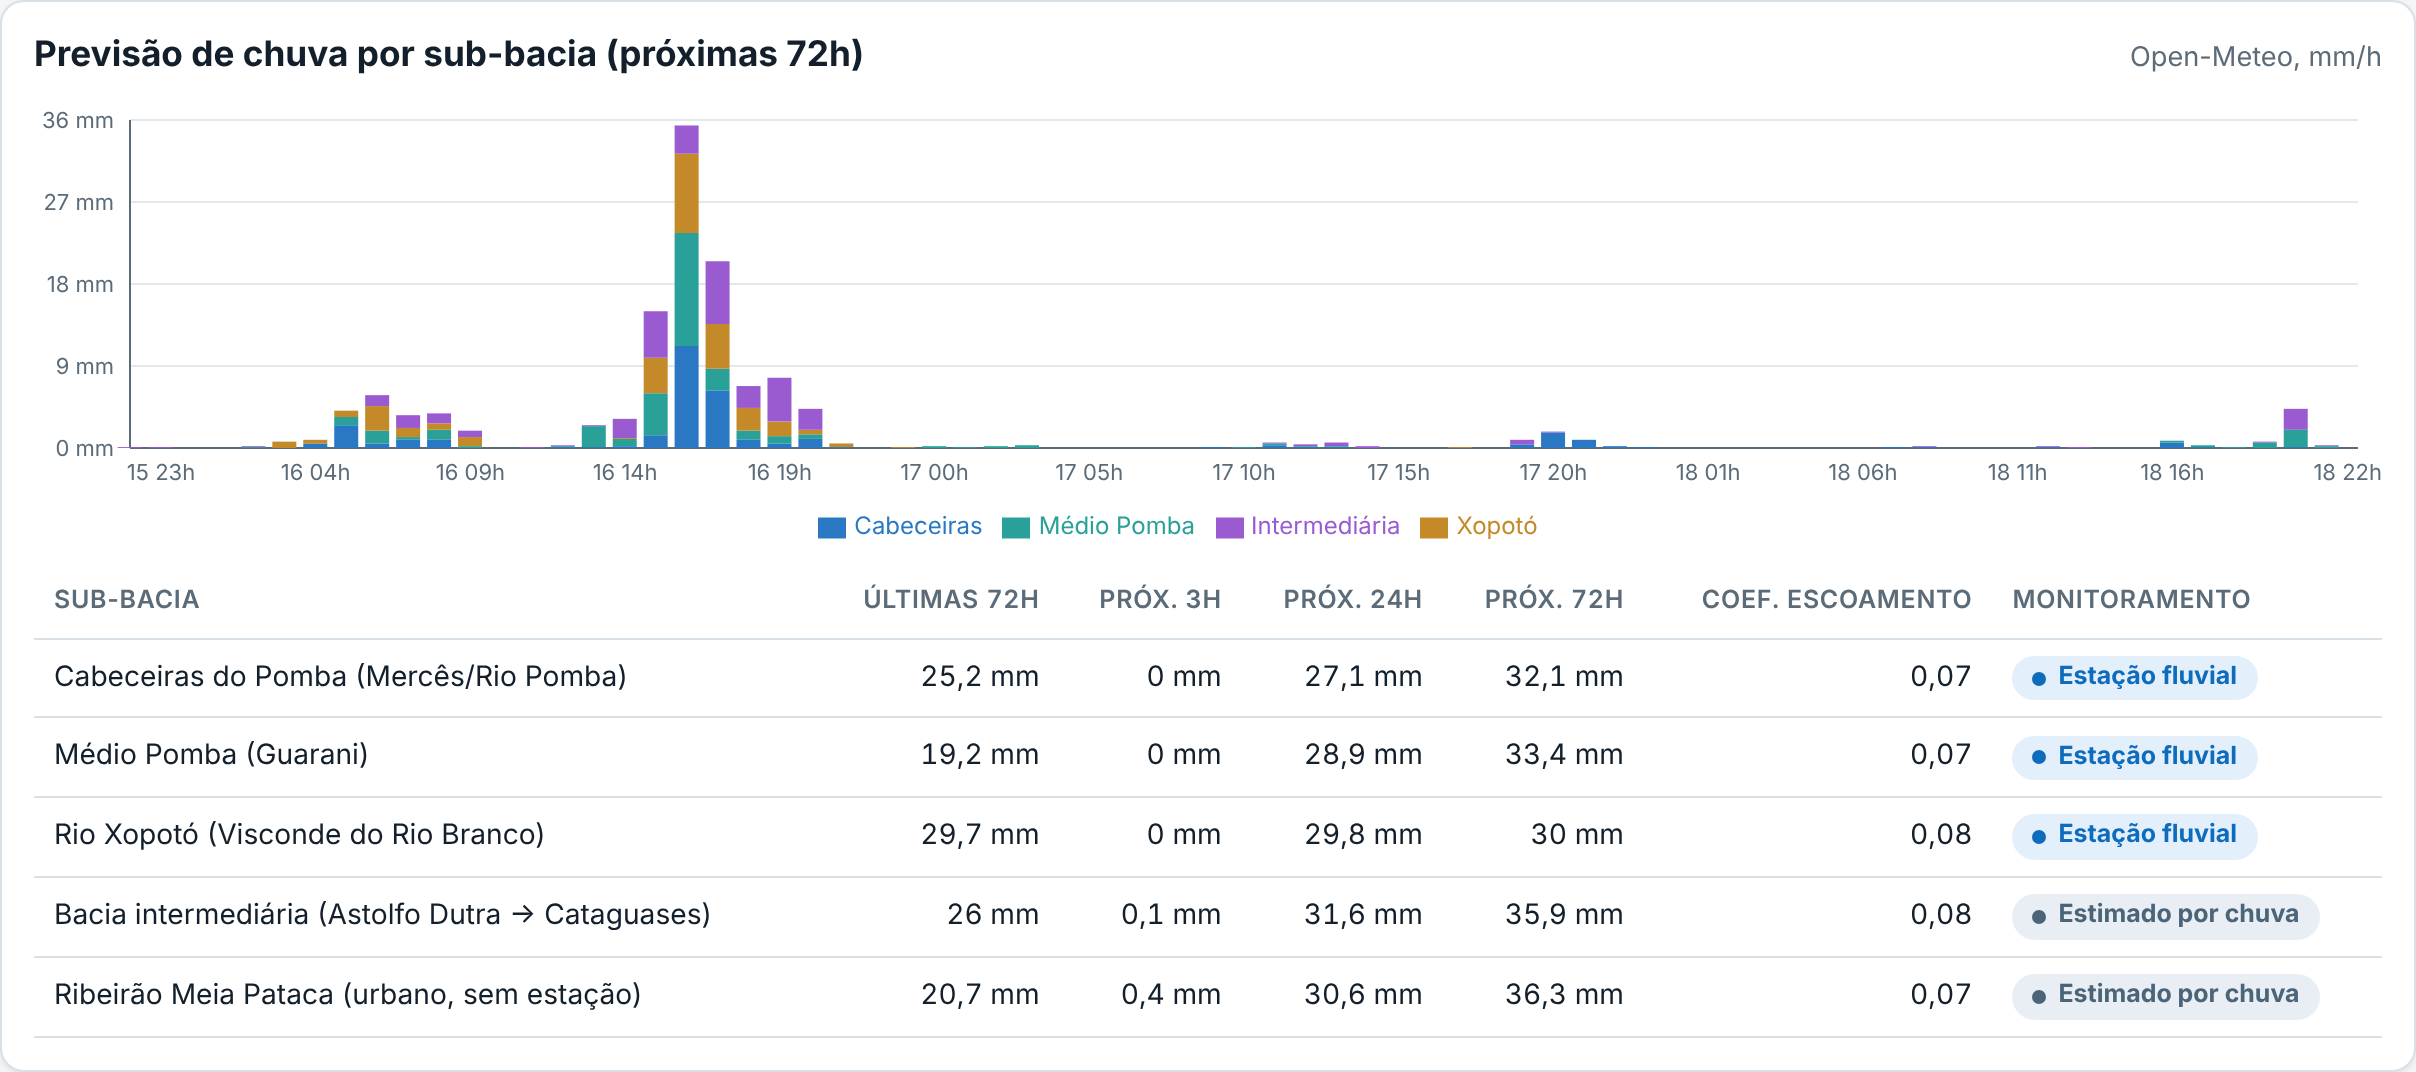 Previsão de chuva por sub-bacia (próximas 72h)
Open-Meteo, mm/h
36 mm
27 mm
18 mm
9 mm
0 mm
15 23h 16 04h 16 09h 16 14h 16 19h 17 00h 17 05h 17 10h 17 15h 17 20h 18 01h 18 06h 18 11h 18 16h 18 22h
Cabeceiras Médio Pomba Intermediária Xopotó
SUB-BACIA ÚLTIMAS 72H PRÓX. 3H PRÓX. 24H PRÓX. 72H COEF. ESCOAMENTO MONITORAMENTO
Cabeceiras do Pomba (Mercês/Rio Pomba) 25,2 mm 0 mm 27,1 mm 32,1 mm 0,07 Estação fluvial
Médio Pomba (Guarani) 19,2 mm 0 mm 28,9 mm 33,4 mm 0,07 Estação fluvial
Rio Xopotó (Visconde do Rio Branco) 29,7 mm 0 mm 29,8 mm 30 mm 0,08 Estação fluvial
Bacia intermediária (Astolfo Dutra → Cataguases) 26 mm 0,1 mm 31,6 mm 35,9 mm 0,08 Estimado por chuva
Ribeirão Meia Pataca (urbano, sem estação) 20,7 mm 0,4 mm 30,6 mm 36,3 mm 0,07 Estimado por chuva